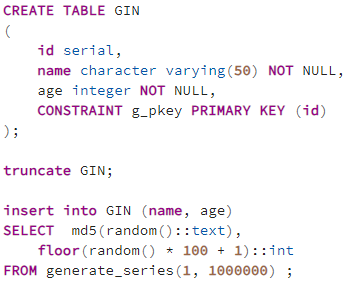 CREATE TABLE GIN
(
    id serial,
    name character varying(50) NOT NULL,
    age integer NOT NULL,
    CONSTRAINT g_pkey PRIMARY KEY (id)
);
truncate GIN;
insert into GIN (name, age)
SELECT  md5(random()::text),
    floor(random() * 100 + 1)::int
FROM generate_series(1, 1000000) ;